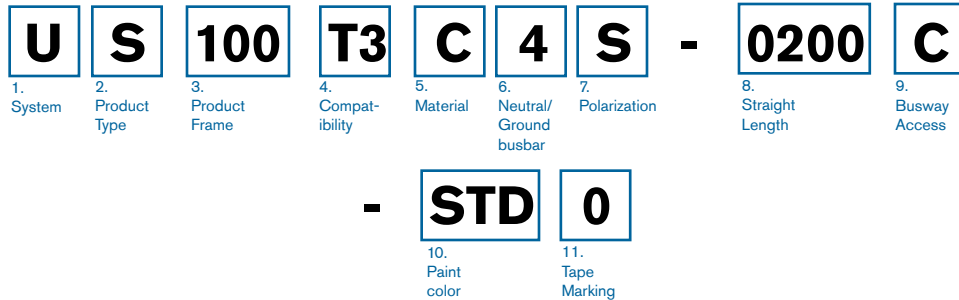 U S 100 T3 C 4 S - 0200 C
1. 2. 3. 4. 5. 6. 7. 8. 9.
System Product Product Compat- Material Neutral/ Polarization Straight Busway
Type Frame ibility Ground Length Access
busbar
- STD 0
10. 11.
Paint Tape
color Marking